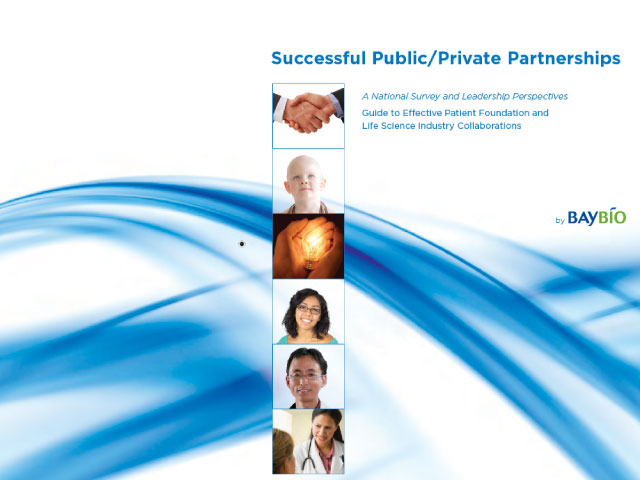 Successful Public/Private Partnerships
A National Survey and Leadership Perspectives
Guide to Effective Patient Foundation and
Life Science Industry Collaborations
by BAYBIO